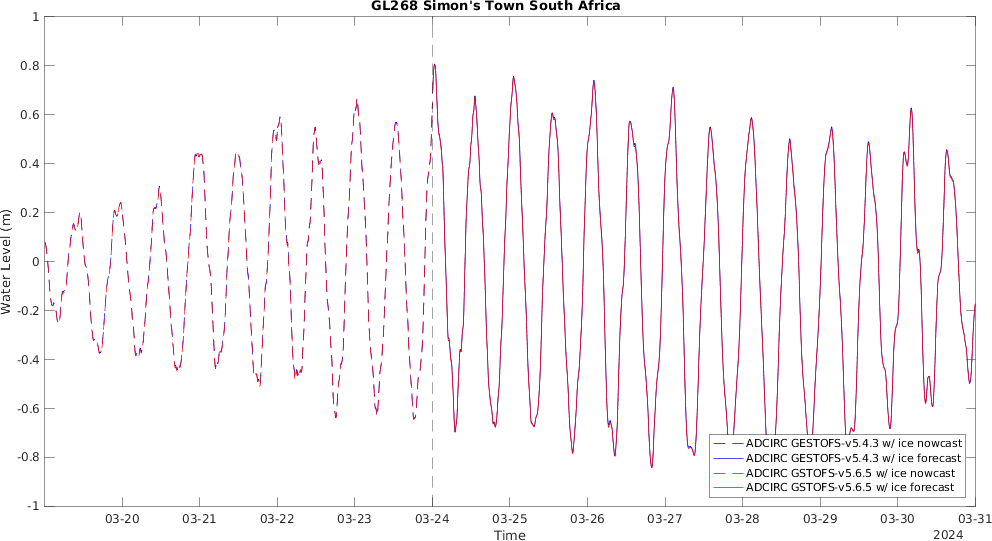 GL268 Simon's Town South Africa
1
0.8
0.6
0.4
0.2
0
-0.2
-0.4
-0.6
-0.8
-1
Water Level (m)
ADCIRC GESTOFS-v5.4.3 w/ ice nowcast
ADCIRC GESTOFS-v5.4.3 w/ ice forecast
ADCIRC GSTOFS-v5.6.5 w/ ice nowcast
ADCIRC GSTOFS-v5.6.5 w/ ice forecast
03-20 03-21 03-22 03-23 03-24 03-25 03-26 03-27 03-28 03-29 03-30 03-31
Time
2024